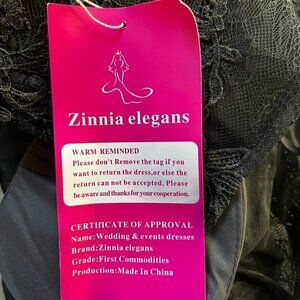 Zinnia elegans
WARM REMINDED
Please don't Remove the tag if you
want to return the dress,or else the
return can not be accepted. Please
be aware and thanks for your cooperation.
CERTIFICATE OF APPROVAL
Name:Wedding & events dresses
Brand:Zinnia elegans
Grade:First Commodities
Production:Made In China